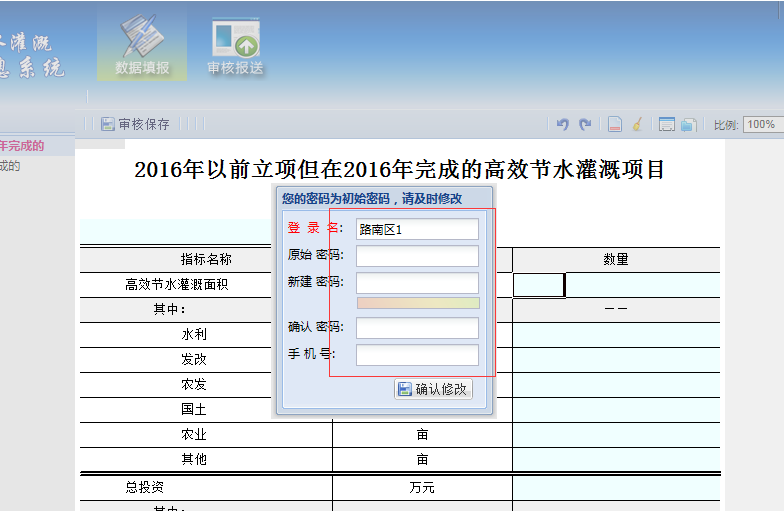 灌溉
息系统
数据填报
审核报送
审核保存
比例: 100%
年完成的
成的
2016年以前立项但在2016年完成的高效节水灌溉项目
您的密码为初始密码，请及时修改
登 录 名:
路南区1
原始 密码:
新建 密码:
确认 密码:
手 机 号:
确认修改
指标名称
数量
高效节水灌溉面积
其中：
——
水利
发改
农发
国土
农业
亩
其他
亩
总投资
万元
其中：